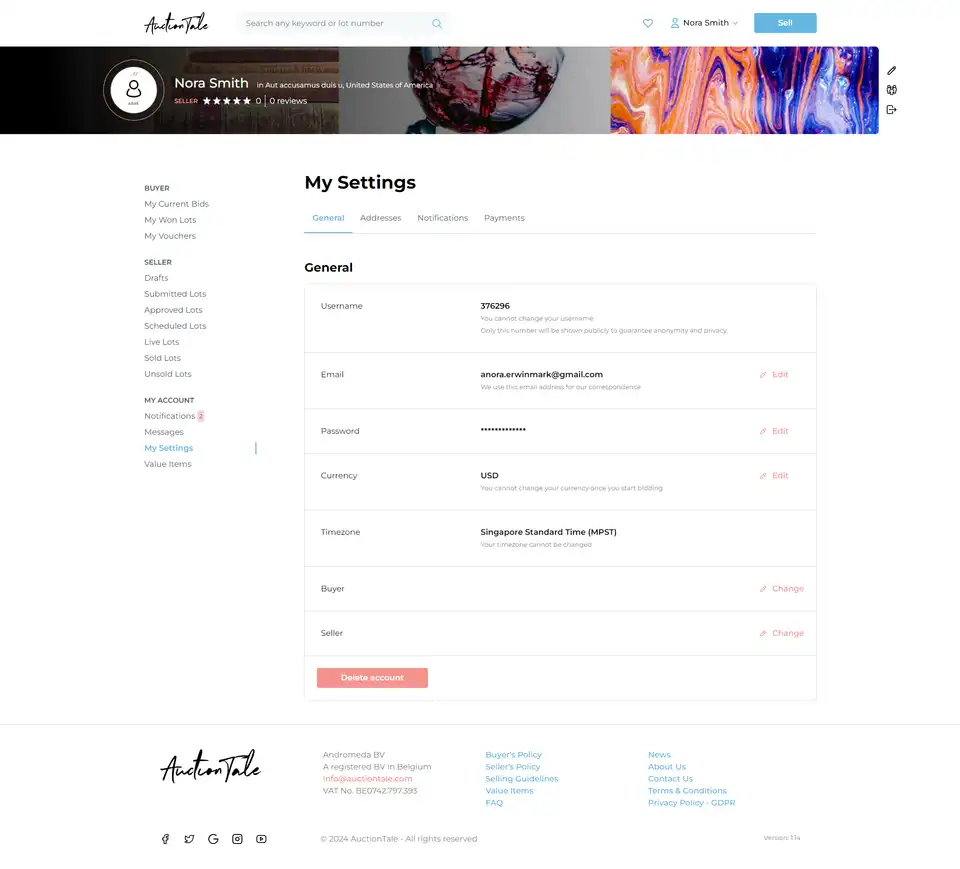 AuctionTale
Search any keyword or lot number
Nora Smith
Sell
Nora Smith in Aut accusamus duis u, United States of America
SELLER 0 | 0 reviews
My Settings
BUYER
My Current Bids
My Won Lots
My Vouchers
SELLER
Drafts
Submitted Lots
Approved Lots
Scheduled Lots
Live Lots
Sold Lots
Unsold Lots
MY ACCOUNT
Notifications 2
Messages
My Settings
Value Items
General Addresses Notifications Payments
General
Username 376296
You cannot change your username.
Only this number will be shown publicly to guarantee anonymity and privacy.
Email anora.erwinmark@gmail.com Edit
We use this email address for our correspondence
Password ************* Edit
Currency USD Edit
You cannot change your currency once you start bidding
Timezone Singapore Standard Time (MPST)
Your timezone cannot be changed
Buyer Change
Seller Change
Delete account
AuctionTale
Andromeda BV
A registered BV in Belgium
info@auctiontale.com
VAT No. BE0742.797.393
Buyer's Policy
Seller's Policy
Selling Guidelines
Value Items
FAQ
News
About Us
Contact Us
Terms & Conditions
Privacy Policy - GDPR
© 2024 AuctionTale - All rights reserved
Version: 1.14